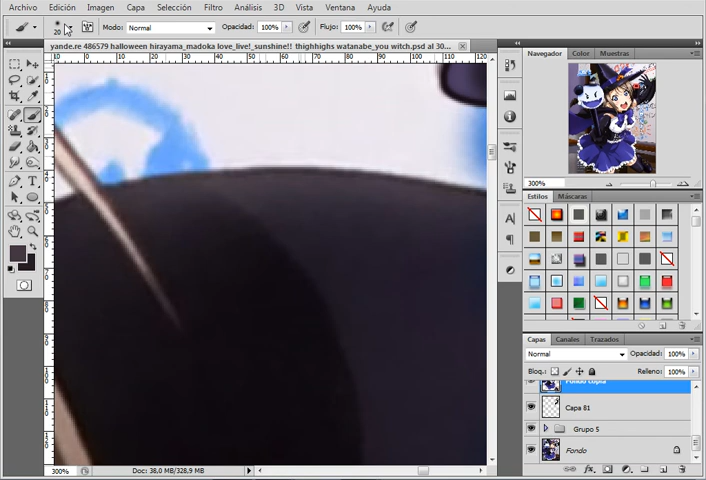 Archivo Edición Imagen Capa Selección Filtro Análisis 3D Vista Ventana Ayuda
20 Modo: Normal Opacidad: 100% Flujo: 100%
yande.re 486579 halloween hirayama_madoka love_live!_sunshine!! thighhighs watanabe_you witch.psd al 30...
Navegador Color Muestras
300%
Estilos Máscaras
Capas Canales Trazados
Normal Opacidad: 100%
Bloq.: Relleno: 100%
Fondo copia
Capa 81
Grupo 5
Fondo
300% Doc: 38,0 MB/328,9 MB